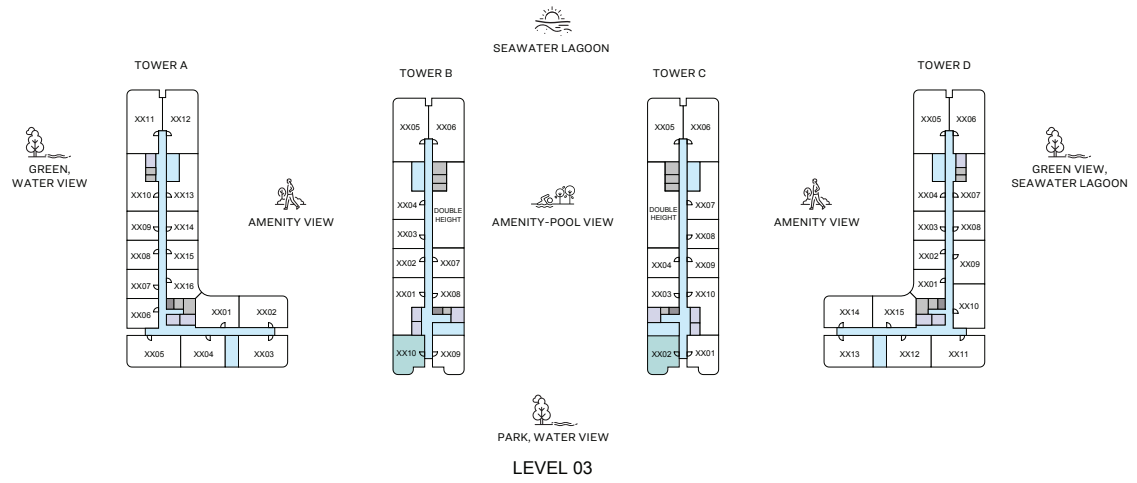 SEAWATER LAGOON
TOWER A
TOWER B
TOWER C
TOWER D
GREEN,
WATER VIEW
AMENITY VIEW
AMENITY-POOL VIEW
AMENITY VIEW
GREEN VIEW,
SEAWATER LAGOON
XX11
XX12
XX10
XX13
XX09
XX14
XX08
XX15
XX07
XX16
XX06
XX01
XX02
XX05
XX04
XX03
XX05
XX06
XX04
DOUBLE
HEIGHT
XX03
XX02
XX07
XX01
XX08
XX10
XX09
XX05
XX06
DOUBLE
HEIGHT
XX07
XX08
XX04
XX09
XX03
XX10
XX02
XX01
XX05
XX06
XX04
XX07
XX03
XX08
XX02
XX09
XX01
XX10
XX14
XX15
XX13
XX12
XX11
PARK, WATER VIEW
LEVEL 03